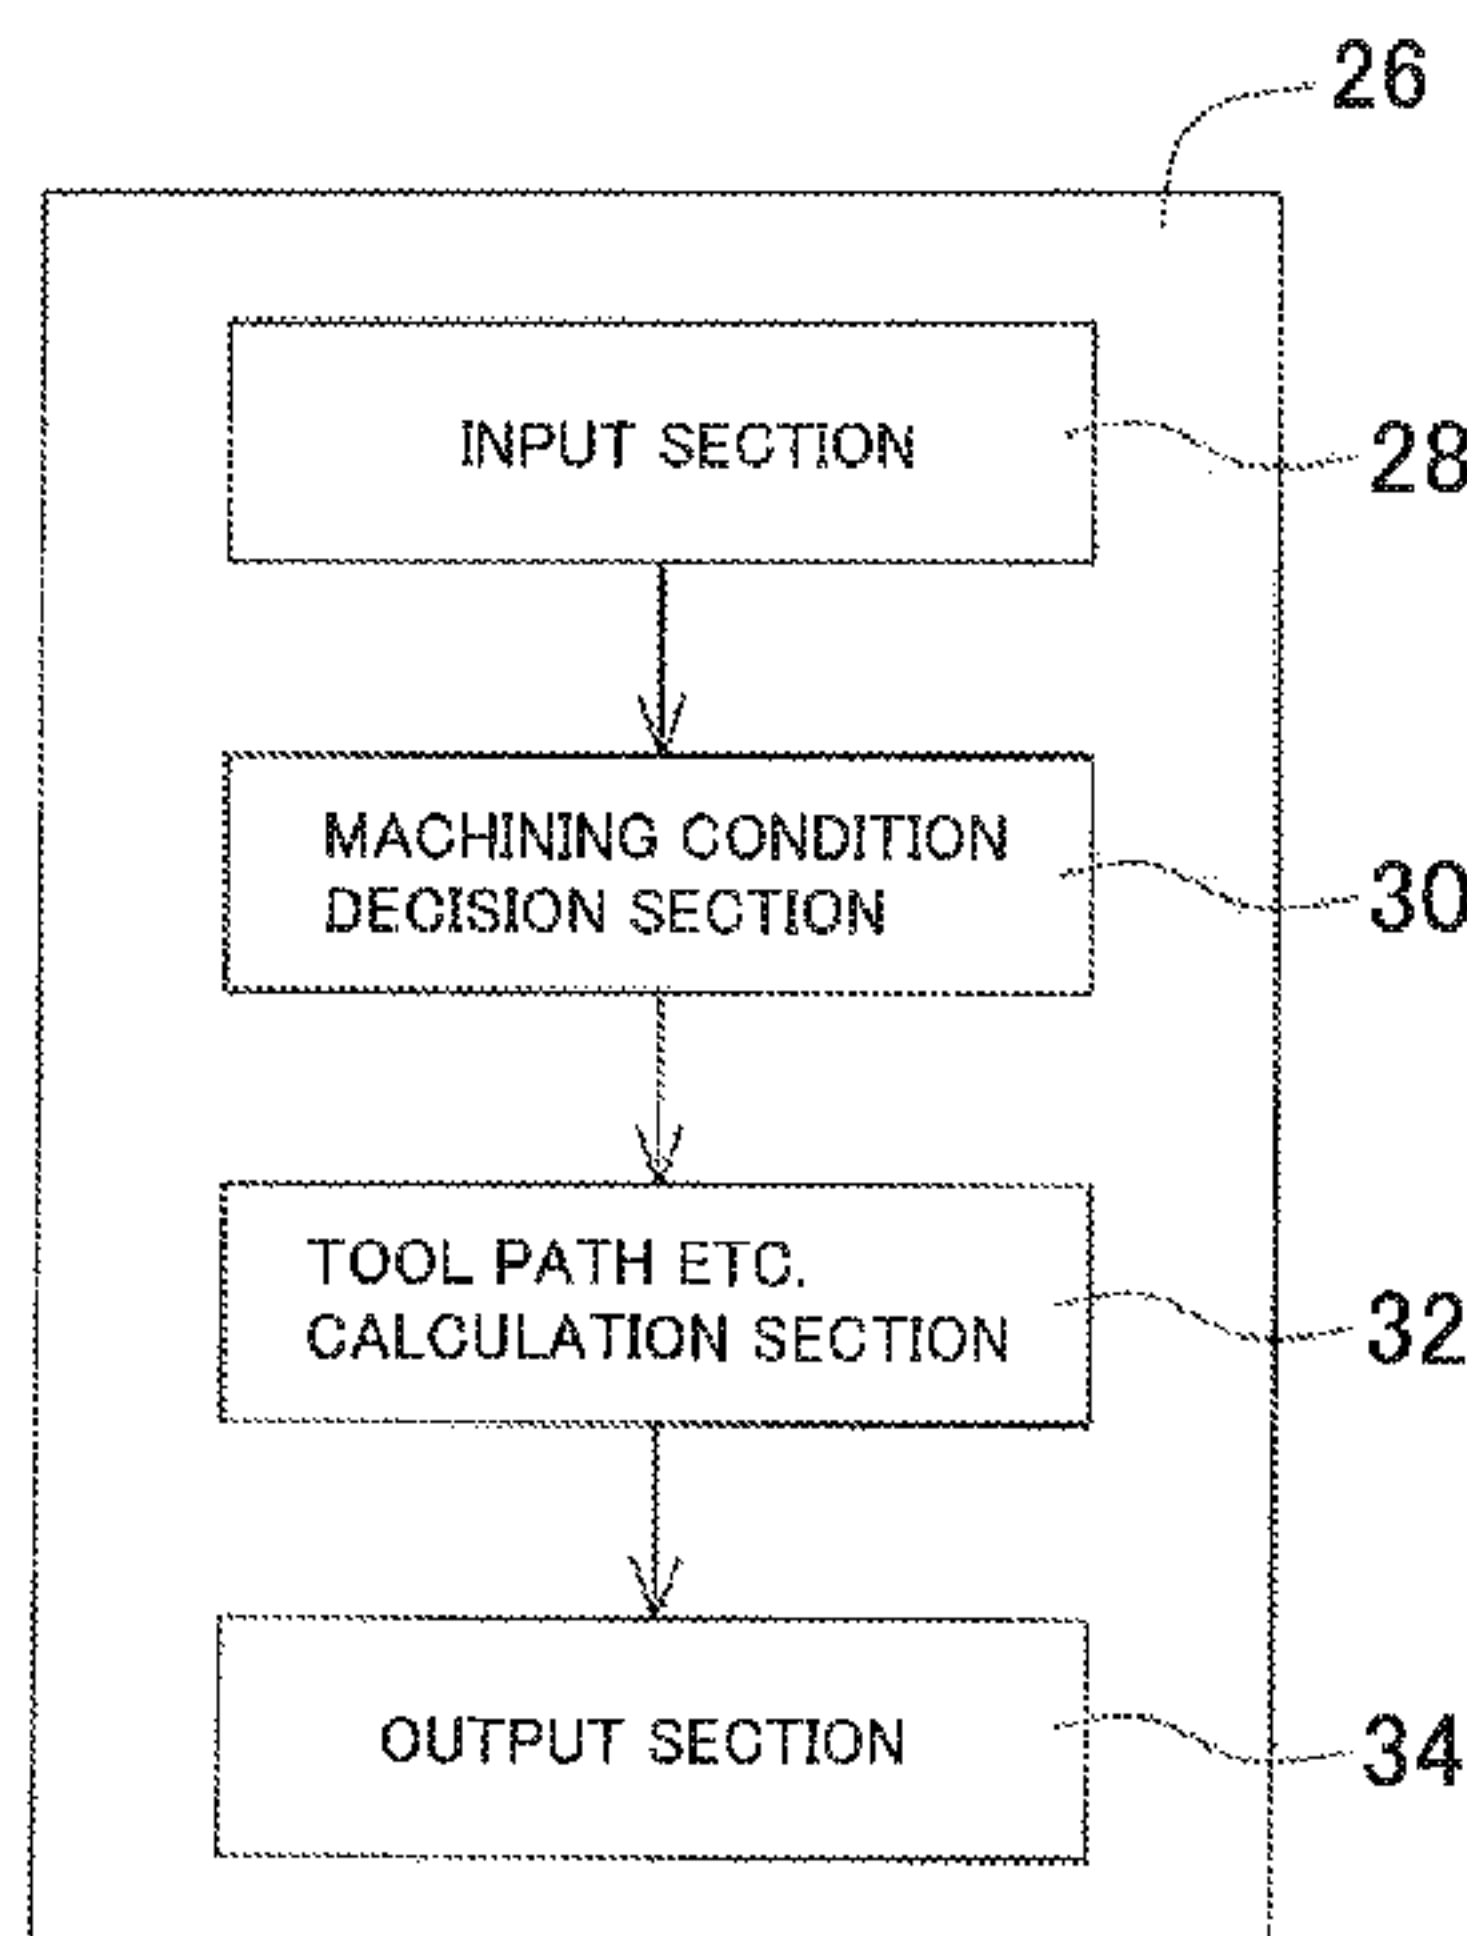 26
INPUT SECTION
28
MACHINING CONDITION
DECISION SECTION
30
TOOL PATH ETC.
CALCULATION SECTION
32
OUTPUT SECTION
34